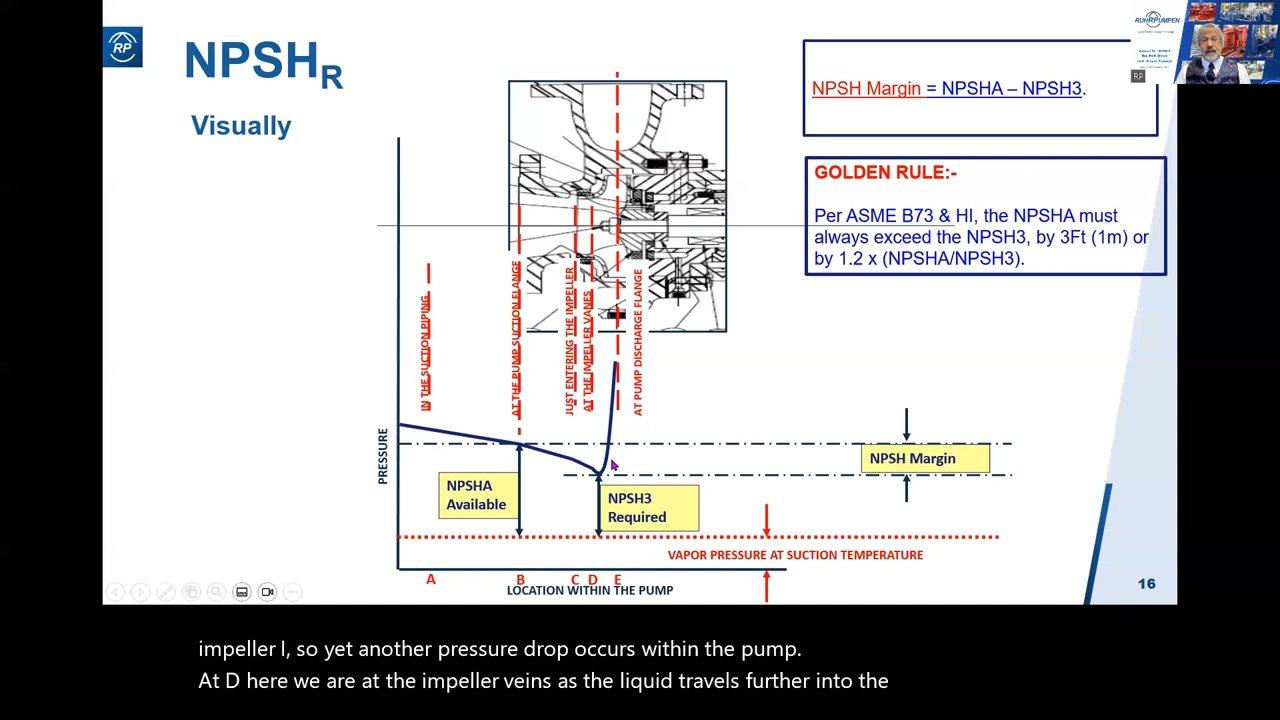 RP
NPSHR
Visually
NPSH Margin = NPSHA – NPSH3.
GOLDEN RULE:-
Per ASME B73 & HI, the NPSHA must
always exceed the NPSH3, by 3Ft (1m) or
by 1.2 x (NPSHA/NPSH3).
RUHRPUMPEN
RP
IN THE SUCTION PIPING
AT THE PUMP SUCTION FLANGE
JUST ENTERING THE IMPELLER
AT THE IMPELLER VANES
AT PUMP DISCHARGE FLANGE
PRESSURE
NPSH Margin
NPSHA
Available
NPSH3
Required
VAPOR PRESSURE AT SUCTION TEMPERATURE
A B C D E
LOCATION WITHIN THE PUMP
16
impeller I, so yet another pressure drop occurs within the pump.
At D here we are at the impeller veins as the liquid travels further into the